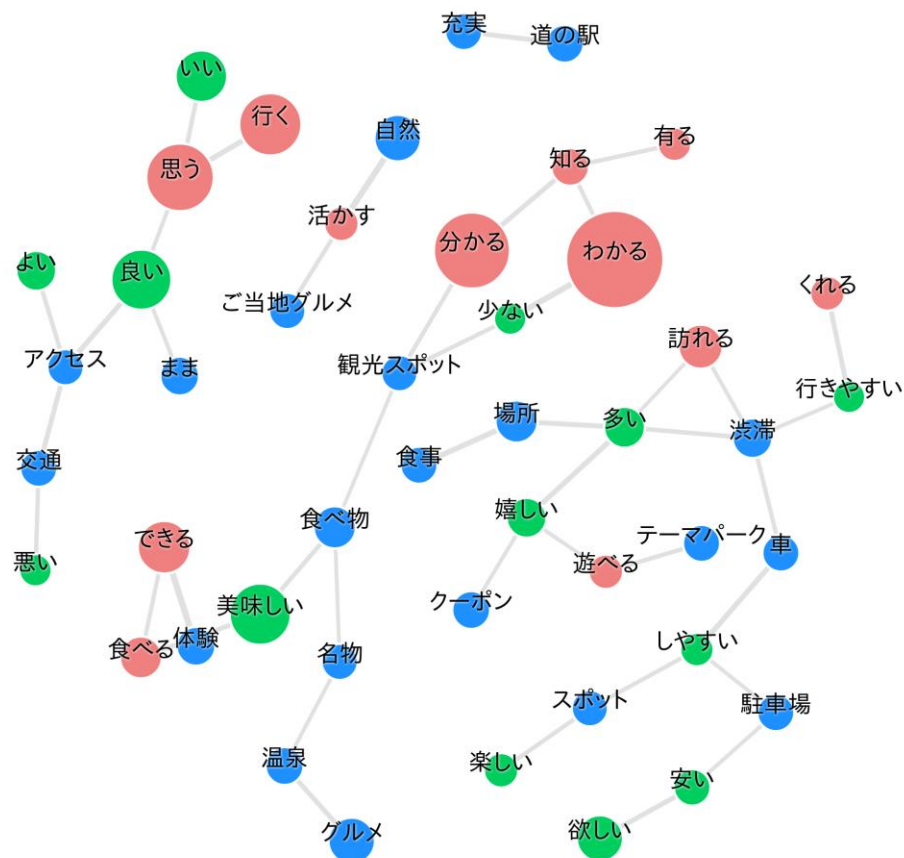 充実
道の駅
いい
行く
自然
有る
知る
思う
活かす
分かる
わかる
よい
良い
くれる
ご当地グルメ
少ない
訪れる
アクセス
まま
観光スポット
行きやすい
場所
多い
渋滞
交通
食事
嬉しい
食べ物
テーマパーク
車
できる
遊べる
悪い
美味しい
クーポン
食べる
体験
名物
しやすい
スポット
駐車場
温泉
楽しい
安い
グルメ
欲しい